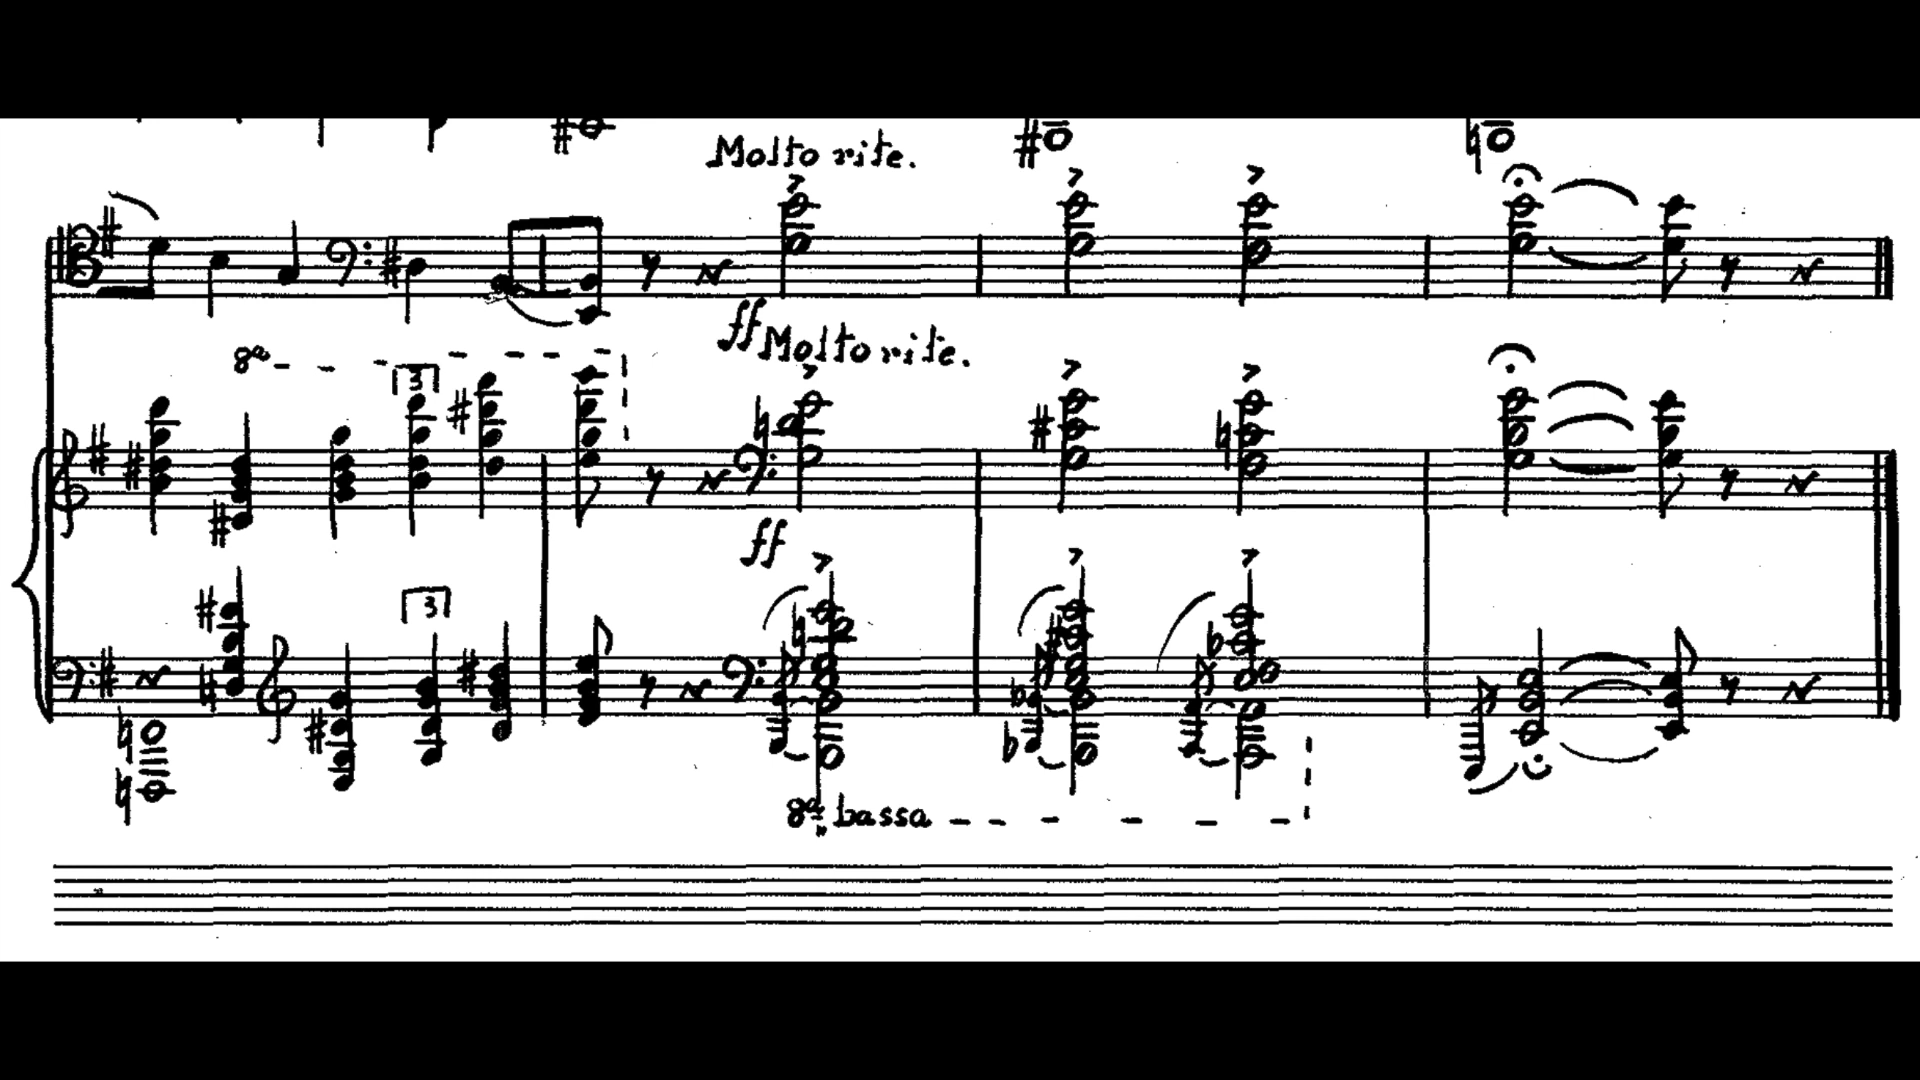 Molto rite.
ff
Molto rite.
8ª
3
ff
3
8ª bassa